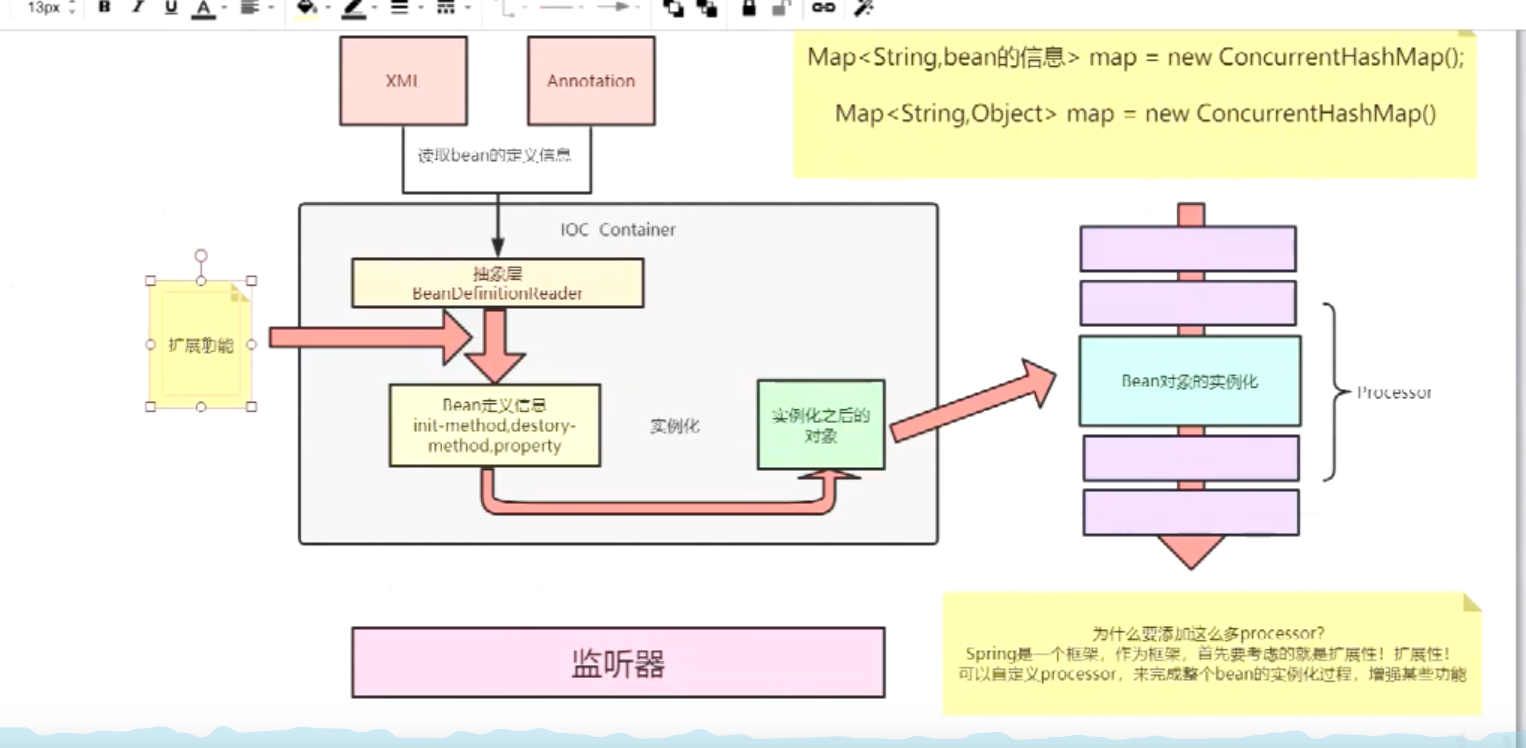 13px B I U A
XML
Annotation
Map<String,bean的信息> map = new ConcurrentHashMap();
Map<String,Object> map = new ConcurrentHashMap()
读取bean的定义信息
IOC Container
抽象层
BeanDefinitionReader
扩展功能
Bean定义信息
init-method,destory-
method,property
实例化
实例化之后的
对象
Bean对象的实例化
Processor
监听器
为什么要添加这么多processor?
Spring是一个框架，作为框架，首先要考虑的就是扩展性！扩展性！
可以自定义processor，来完成整个bean的实例化过程，增强某些功能